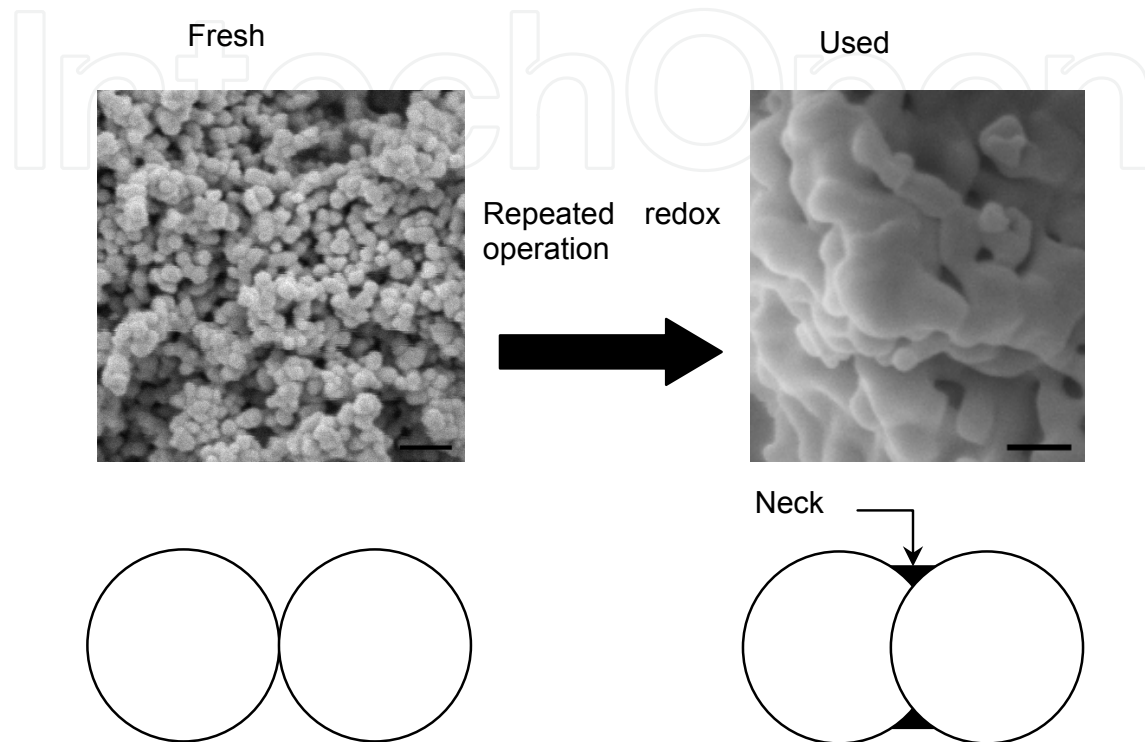 IntechOpen
Fresh
Used
Repeated redox
operation
Neck